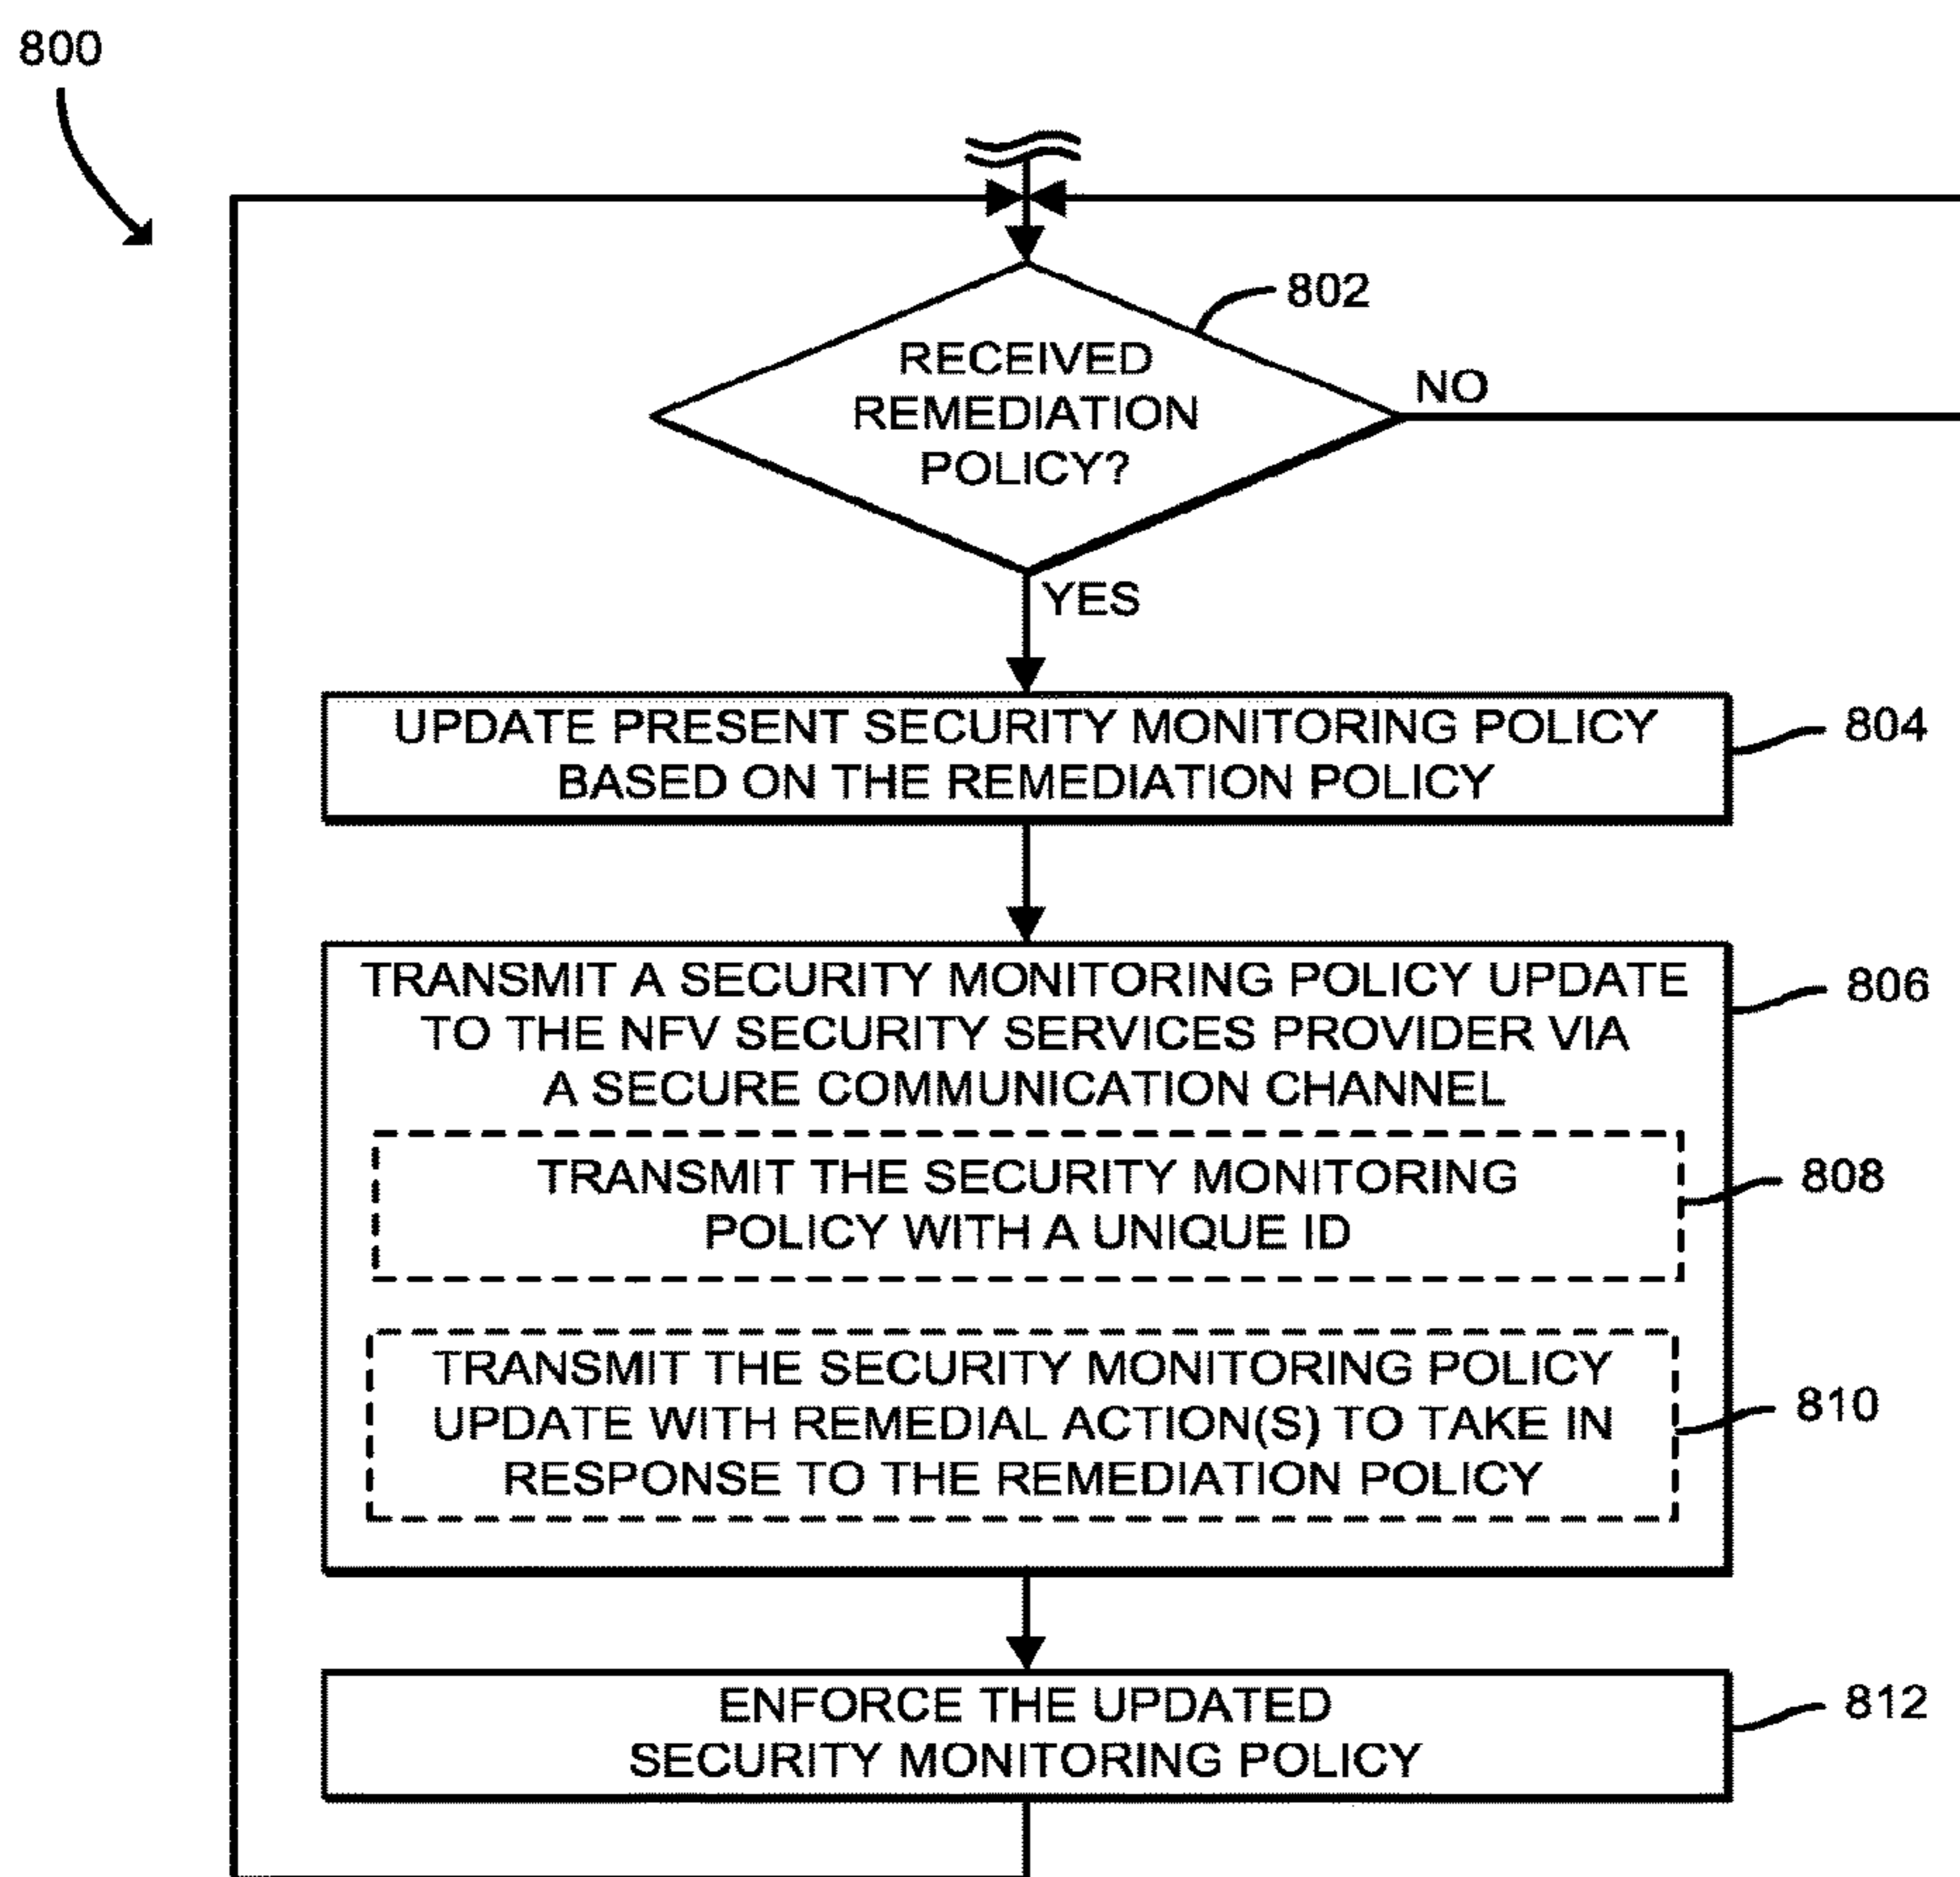 800
802
RECEIVED
REMEDIATION
POLICY?
NO
YES
UPDATE PRESENT SECURITY MONITORING POLICY
BASED ON THE REMEDIATION POLICY
804
TRANSMIT A SECURITY MONITORING POLICY UPDATE
TO THE NFV SECURITY SERVICES PROVIDER VIA
A SECURE COMMUNICATION CHANNEL
806
TRANSMIT THE SECURITY MONITORING
POLICY WITH A UNIQUE ID
808
TRANSMIT THE SECURITY MONITORING POLICY
UPDATE WITH REMEDIAL ACTION(S) TO TAKE IN
RESPONSE TO THE REMEDIATION POLICY
810
ENFORCE THE UPDATED
SECURITY MONITORING POLICY
812